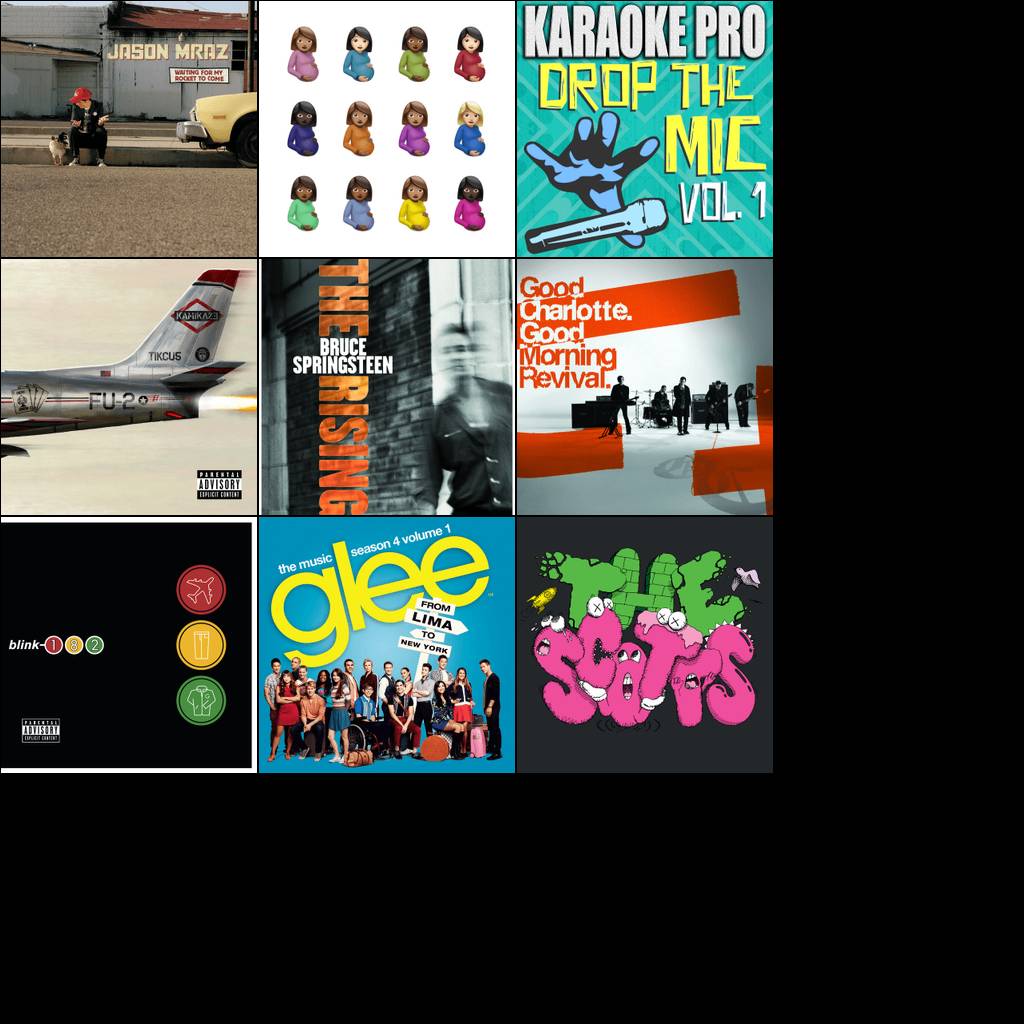 JASON MRAZ
WAITING FOR MY
ROCKET TO COME
KARAOKE PRO
DROP THE
MIC
VOL. 1
KAMIKAZE
TIKCUS
FU-2
PARENTAL
ADVISORY
EXPLICIT CONTENT
THE RISING
BRUCE
SPRINGSTEEN
Good
Charlotte.
Good
Morning
Revival.
blink-182
PARENTAL
ADVISORY
EXPLICIT CONTENT
the music season 4 volume 1
glee
FROM
LIMA
TO
NEW YORK
THE
SCOTTS